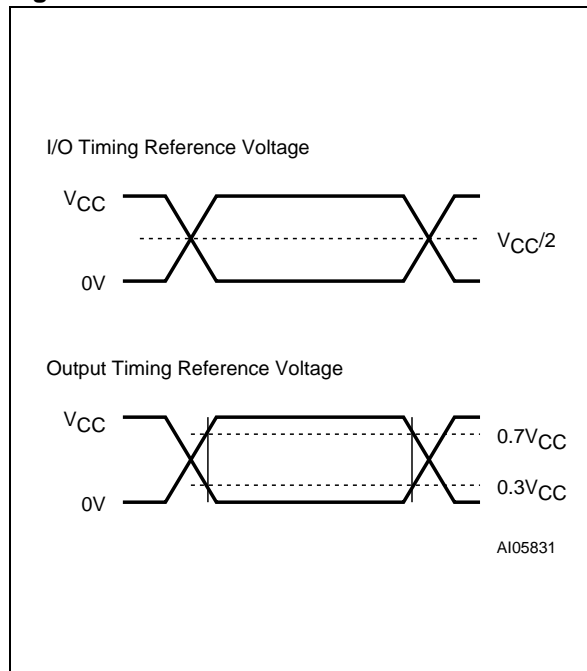 I/O Timing Reference Voltage
VCC
VCC/2
0V
Output Timing Reference Voltage
VCC
0.7VCC
0.3VCC
0V
AI05831